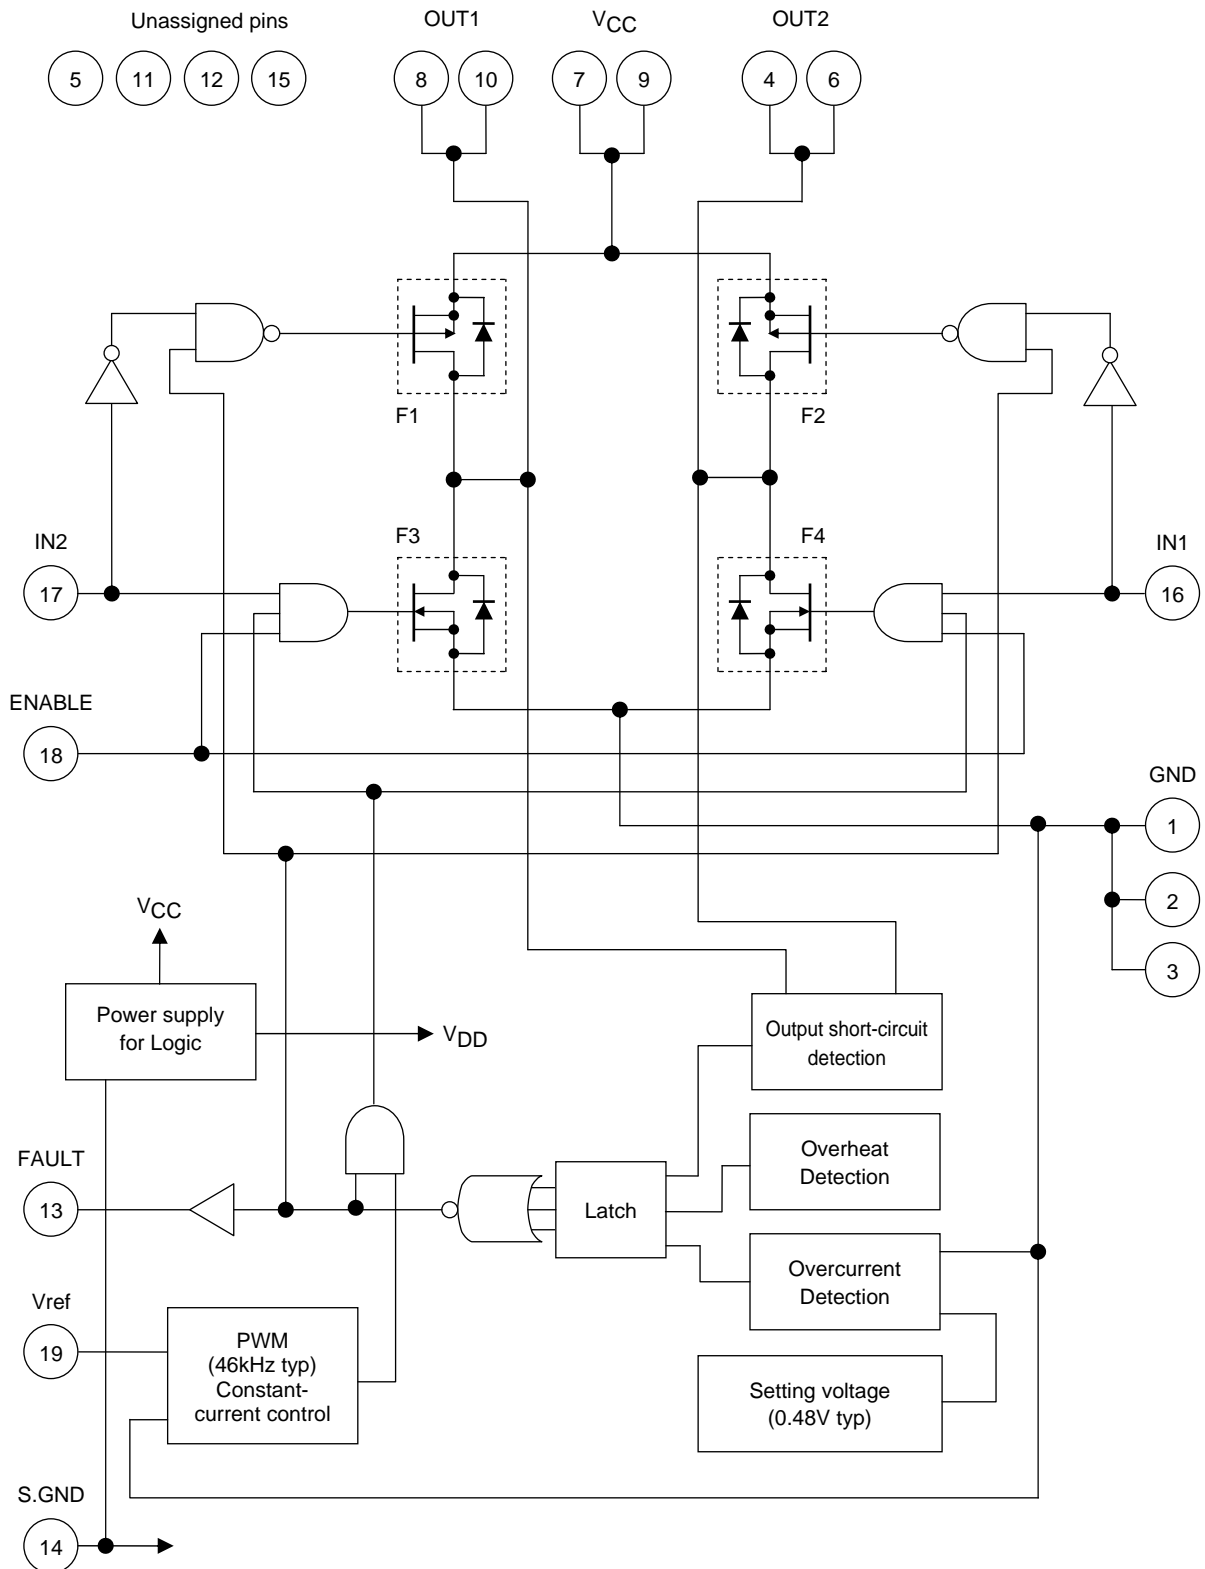 Unassigned pins
OUT1
VCC
OUT2
5
11
12
15
8
10
7
9
4
6
F1
F2
F3
F4
IN2
17
IN1
16
ENABLE
18
GND
1
2
3
VCC
Power supply
for Logic
VDD
Output short-circuit
detection
Overheat
Detection
FAULT
13
Latch
Overcurrent
Detection
Vref
19
PWM
(46kHz typ)
Constant-
current control
Setting voltage
(0.48V typ)
S.GND
14